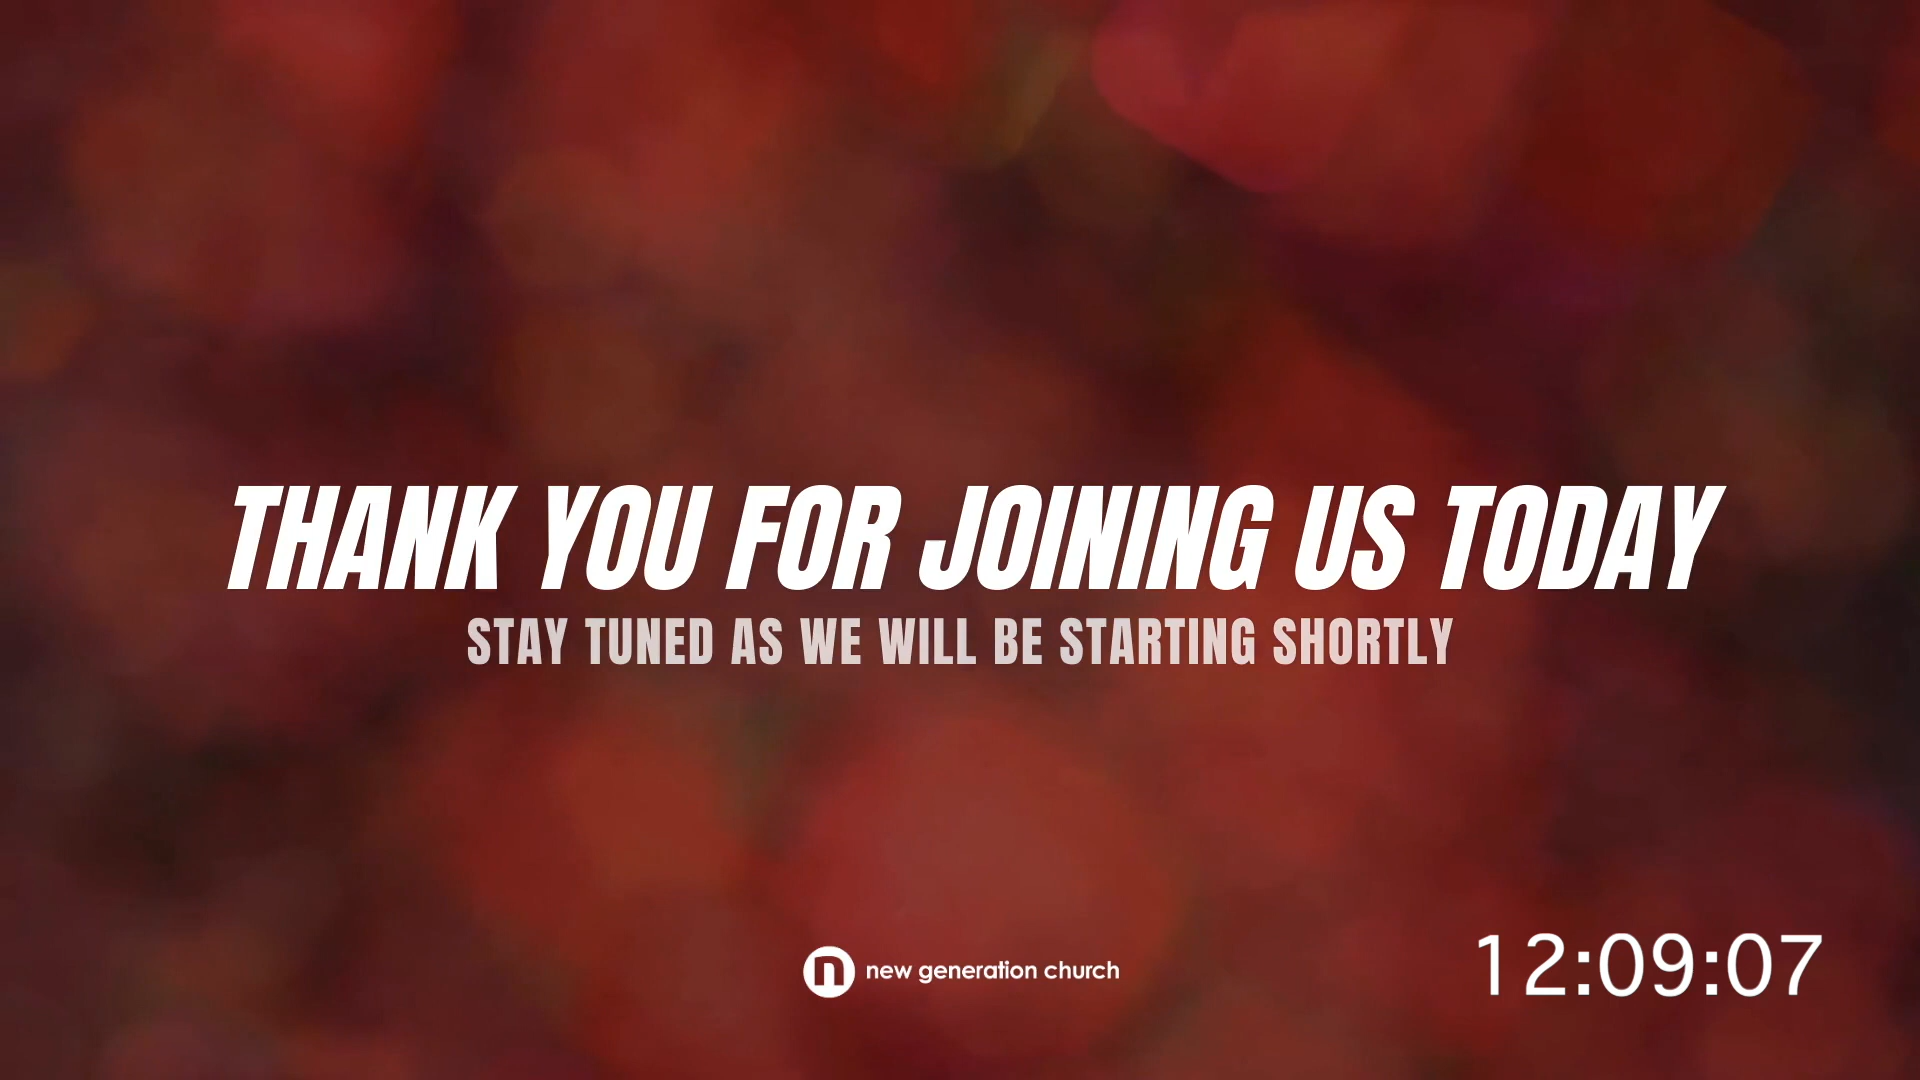 THANK YOU FOR JOINING US TODAY
STAY TUNED AS WE WILL BE STARTING SHORTLY
n new generation church
12:09:07